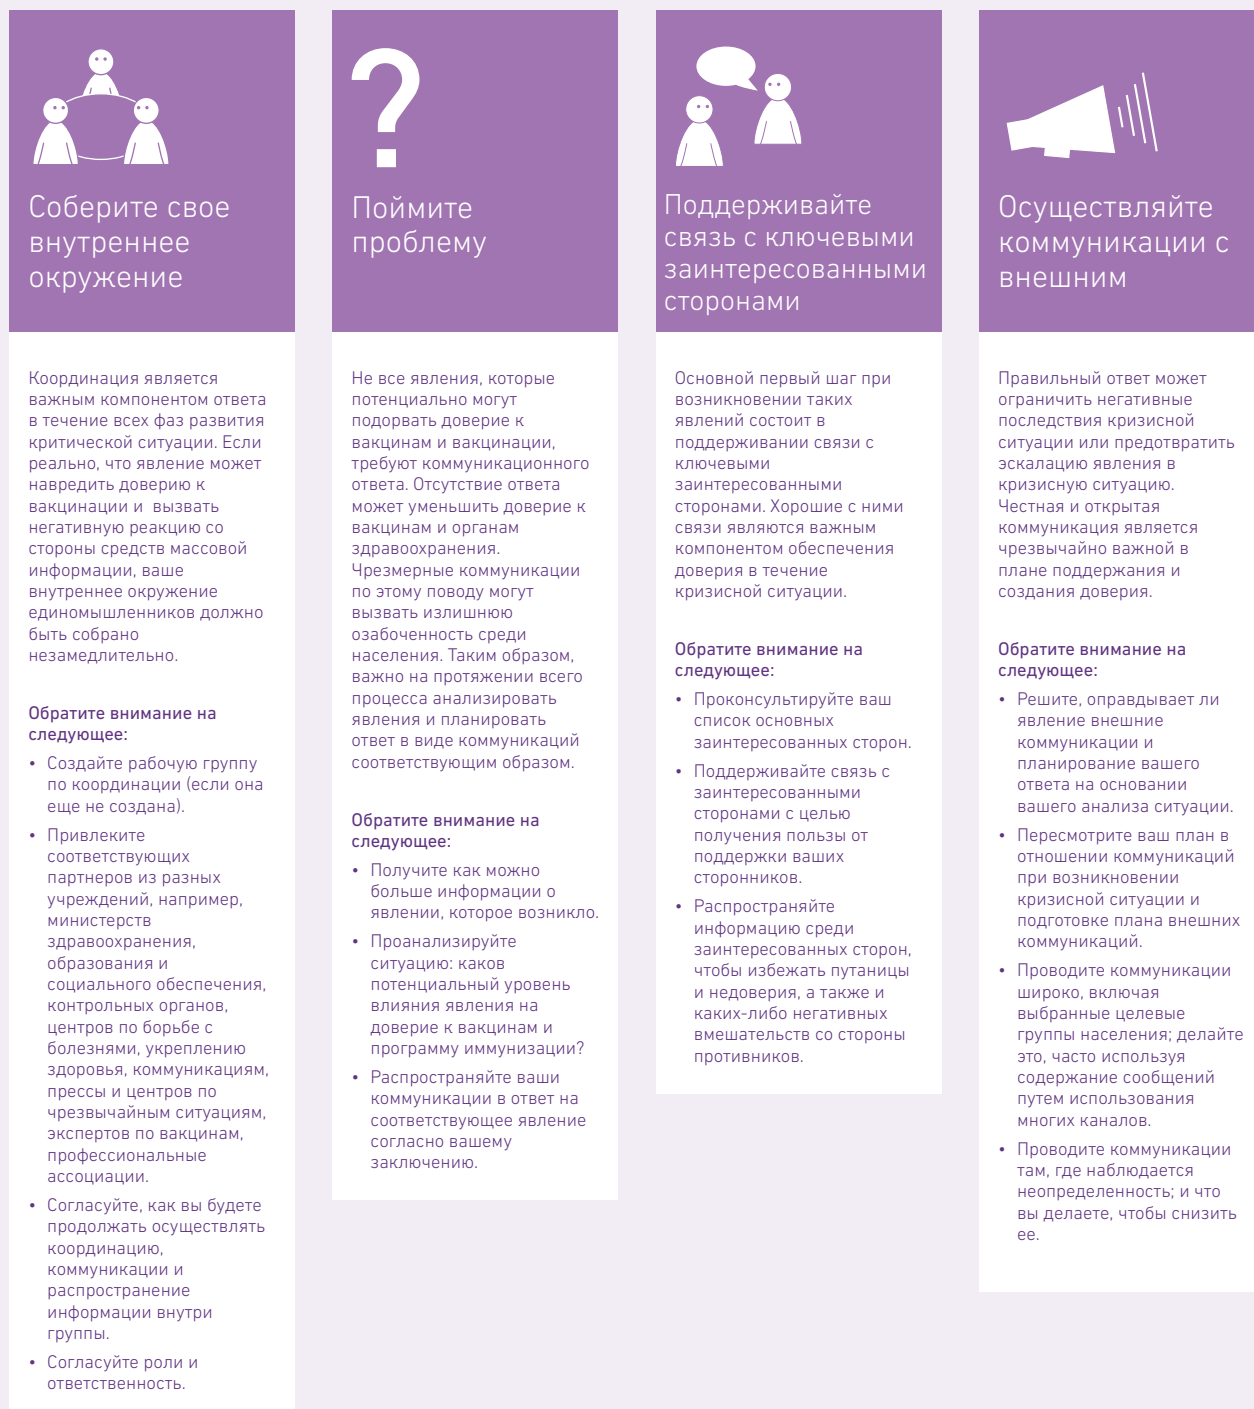 Соберите свое
внутреннее
окружение
Координация является
важным компонентом ответа
в течение всех фаз развития
критической ситуации. Если
реально, что явление может
навредить доверию к
вакцинации и  вызвать
негативную реакцию со
стороны средств массовой
информации, ваше
внутреннее окружение
единомышленников должно
быть собрано
незамедлительно.
Обратите внимание на
следующее:
• Создайте рабочую группу
по координации (если она
еще не создана).
• Привлеките
соответствующих
партнеров из разных
учреждений, например,
министерств
здравоохранения,
образования и
социального обеспечения,
контрольных органов,
центров по борьбе с
болезнями, укреплению
здоровья, коммуникациям,
прессы и центров по
чрезвычайным ситуациям,
экспертов по вакцинам,
профессиональные
ассоциации.
• Согласуйте, как вы будете
продолжать осуществлять
координацию,
коммуникации и
распространение
информации внутри
группы.
• Согласуйте роли и
ответственность.
?
Поймите
проблему
Не все явления, которые
потенциально могут
подорвать доверие к
вакцинам и вакцинации,
требуют коммуникационного
ответа. Отсутствие ответа
может уменьшить доверие к
вакцинам и органам
здравоохранения.
Чрезмерные коммуникации
по этому поводу могут
вызвать излишнюю
озабоченность среди
населения. Таким образом,
важно на протяжении всего
процесса анализировать
явления и планировать
ответ в виде коммуникаций
соответствующим образом.
Обратите внимание на
следующее:
• Получите как можно
больше информации о
явлении, которое возникло.
• Проанализируйте
ситуацию: каков
потенциальный уровень
влияния явления на
доверие к вакцинам и
программу иммунизации?
• Распространяйте ваши
коммуникации в ответ на
соответствующее явление
согласно вашему
заключению.
Поддерживайте
связь с ключевыми
заинтересованными
сторонами
Основной первый шаг при
возникновении таких
явлений состоит в
поддерживании связи с
ключевыми
заинтересованными
сторонами. Хорошие с ними
связи являются важным
компонентом обеспечения
доверия в течение
кризисной ситуации.
Обратите внимание на
следующее:
• Проконсультируйте ваш
список основных
заинтересованных сторон.
• Поддерживайте связь с
заинтересованными
сторонами с целью
получения пользы от
поддержки ваших
сторонников.
• Распространяйте
информацию среди
заинтересованных сторон,
чтобы избежать путаницы
и недоверия, а также и
каких-либо негативных
вмешательств со стороны
противников.
Осуществляйте
коммуникации с
внешним
Правильный ответ может
ограничить негативные
последствия кризисной
ситуации или предотвратить
эскалацию явления в
кризисную ситуацию.
Честная и открытая
коммуникация является
чрезвычайно важной в
плане поддержания и
создания доверия.
Обратите внимание на
следующее:
• Решите, оправдывает ли
явление внешние
коммуникации и
планирование вашего
ответа на основании
вашего анализа ситуации.
• Пересмотрите ваш план в
отношении коммуникаций
при возникновении
кризисной ситуации и
подготовке плана внешних
коммуникаций.
• Проводите коммуникации
широко, включая
выбранные целевые
группы населения; делайте
это, часто используя
содержание сообщений
путем использования
многих каналов.
• Проводите коммуникации
там, где наблюдается
неопределенность; и что
вы делаете, чтобы снизить
ее.